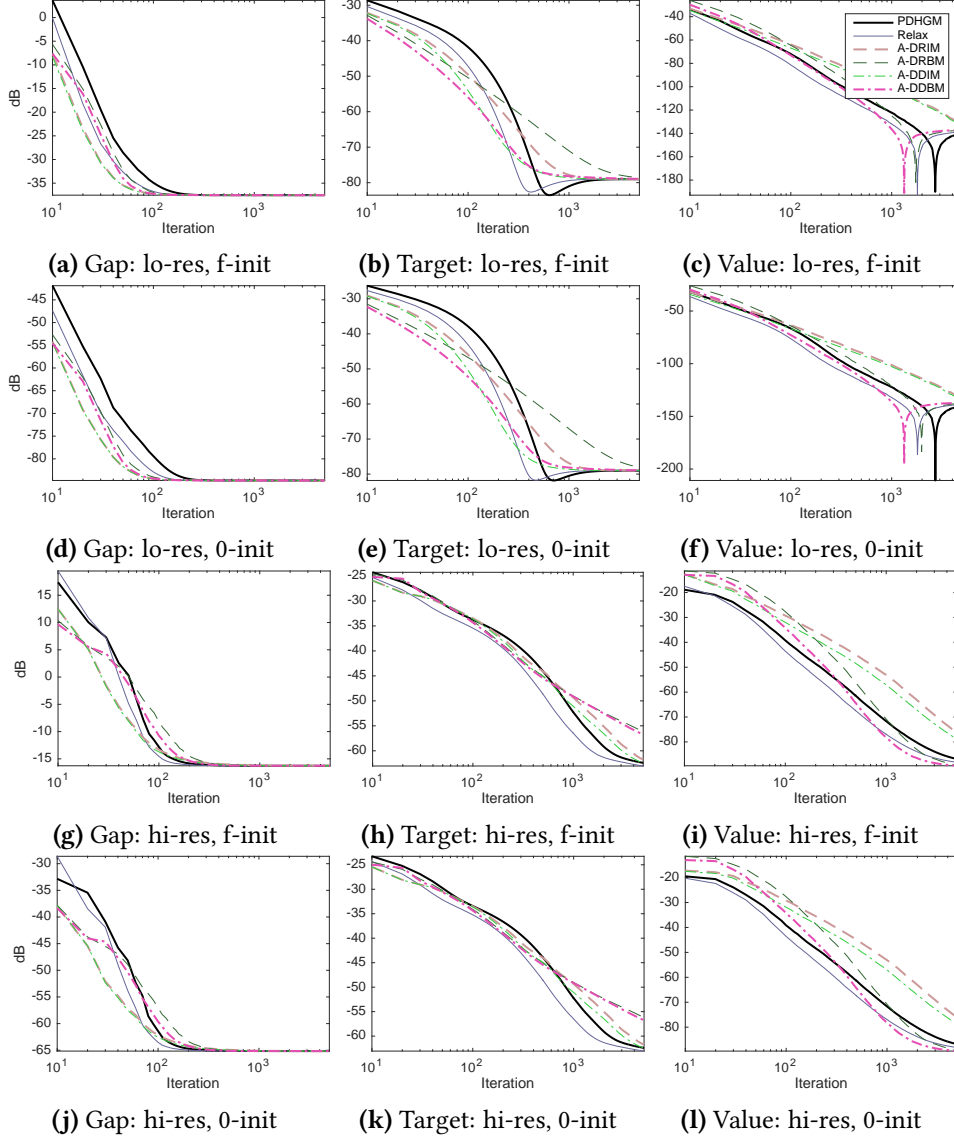 dB
0
-5
-10
-15
-20
-25
-30
-35
10^1 10^2 10^3
Iteration
(a) Gap: lo-res, f-init
-30
-40
-50
-60
-70
-80
10^1 10^2 10^3
Iteration
(b) Target: lo-res, f-init
PDHGM
Relax
A-DRIM
A-DRBM
A-DDIM
A-DDBM
-40
-60
-80
-100
-120
-140
-160
-180
10^1 10^2 10^3
Iteration
(c) Value: lo-res, f-init
dB
-45
-50
-55
-60
-65
-70
-75
-80
10^1 10^2 10^3
Iteration
(d) Gap: lo-res, 0-init
-30
-40
-50
-60
-70
-80
10^1 10^2 10^3
Iteration
(e) Target: lo-res, 0-init
-50
-100
-150
-200
10^1 10^2 10^3
Iteration
(f) Value: lo-res, 0-init
dB
15
10
5
0
-5
-10
-15
10^1 10^2 10^3
Iteration
(g) Gap: hi-res, f-init
-25
-30
-35
-40
-45
-50
-55
-60
10^1 10^2 10^3
Iteration
(h) Target: hi-res, f-init
-20
-30
-40
-50
-60
-70
-80
10^1 10^2 10^3
Iteration
(i) Value: hi-res, f-init
dB
-30
-35
-40
-45
-50
-55
-60
-65
10^1 10^2 10^3
Iteration
(j) Gap: hi-res, 0-init
-25
-30
-35
-40
-45
-50
-55
-60
10^1 10^2 10^3
Iteration
(k) Target: hi-res, 0-init
-20
-30
-40
-50
-60
-70
-80
10^1 10^2 10^3
Iteration
(l) Value: hi-res, 0-init